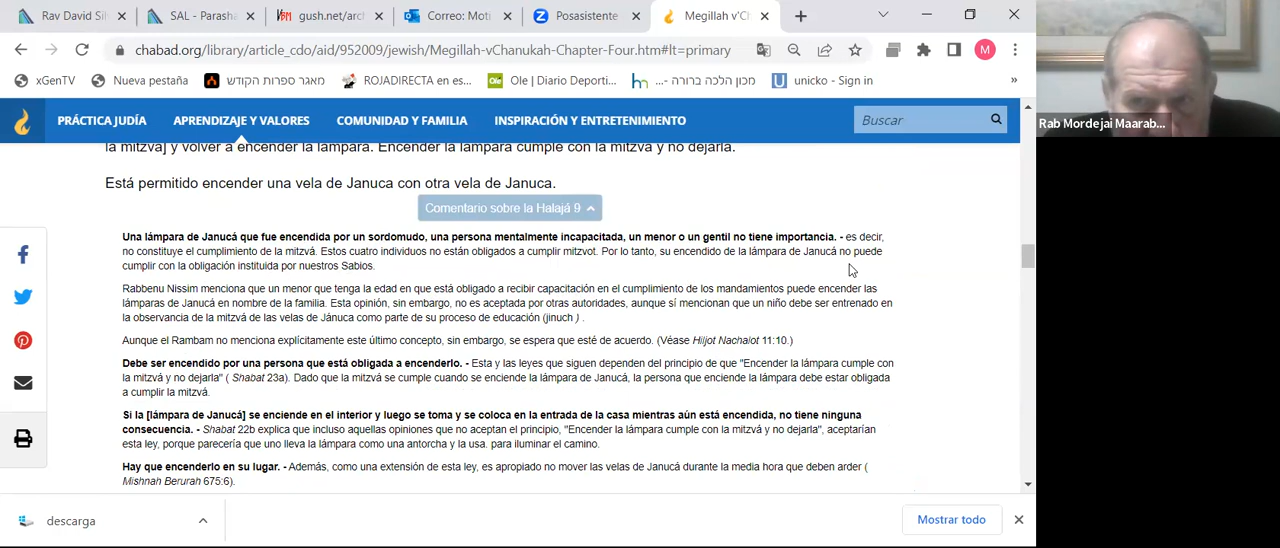 Rav David Sil
SAL - Parasha
gush.net/arc
Correo: Moti
Posasistente
Megillah v'Ch
chabad.org/library/article_cdo/aid/952009/jewish/Megillah-vChanukah-Chapter-Four.htm#lt=primary
M
xGenTV
Nueva pestaña
מאגר ספרות הקודש
ROJADIRECTA en es...
Ole | Diario Deporti...
מכון הלכה ברורה -...
unicko - Sign in
»
PRÁCTICA JUDÍA
APRENDIZAJE Y VALORES
COMUNIDAD Y FAMILIA
INSPIRACIÓN Y ENTRETENIMIENTO
Buscar
Rab Mordejai Maarab...
la mitzva] y volver a encender la lámpara. Encender la lámpara cumple con la mitzva y no dejarla.
Está permitido encender una vela de Januca con otra vela de Januca.
Comentario sobre la Halajá 9
Una lámpara de Janucá que fue encendida por un sordomudo, una persona mentalmente incapacitada, un menor o un gentil no tiene importancia. - es decir,
no constituye el cumplimiento de la mitzvá. Estos cuatro individuos no están obligados a cumplir mitzvot. Por lo tanto, su encendido de la lámpara de Janucá no puede
cumplir con la obligación instituida por nuestros Sabios.
Rabbenu Nissim menciona que un menor que tenga la edad en que está obligado a recibir capacitación en el cumplimiento de los mandamientos puede encender las
lámparas de Janucá en nombre de la familia. Esta opinión, sin embargo, no es aceptada por otras autoridades, aunque sí mencionan que un niño debe ser entrenado en
la observancia de la mitzvá de las velas de Jánuca como parte de su proceso de educación (jinuch ) .
Aunque el Rambam no menciona explícitamente este último concepto, sin embargo, se espera que esté de acuerdo. (Véase Hiljot Nachalot 11:10.)
Debe ser encendido por una persona que está obligada a encenderlo. - Esta y las leyes que siguen dependen del principio de que "Encender la lámpara cumple con
la mitzvá y no dejarla" ( Shabat 23a). Dado que la mitzvá se cumple cuando se enciende la lámpara de Janucá, la persona que enciende la lámpara debe estar obligada
a cumplir la mitzvá.
Si la [lámpara de Janucá] se enciende en el interior y luego se toma y se coloca en la entrada de la casa mientras aún está encendida, no tiene ninguna
consecuencia. - Shabat 22b explica que incluso aquellas opiniones que no aceptan el principio, "Encender la lámpara cumple con la mitzvá y no dejarla", aceptarían
esta ley, porque parecería que uno lleva la lámpara como una antorcha y la usa. para iluminar el camino.
Hay que encenderlo en su lugar. - Además, como una extensión de esta ley, es apropiado no mover las velas de Janucá durante la media hora que deben arder (
Mishnah Berurah 675:6).
descarga
Mostrar todo